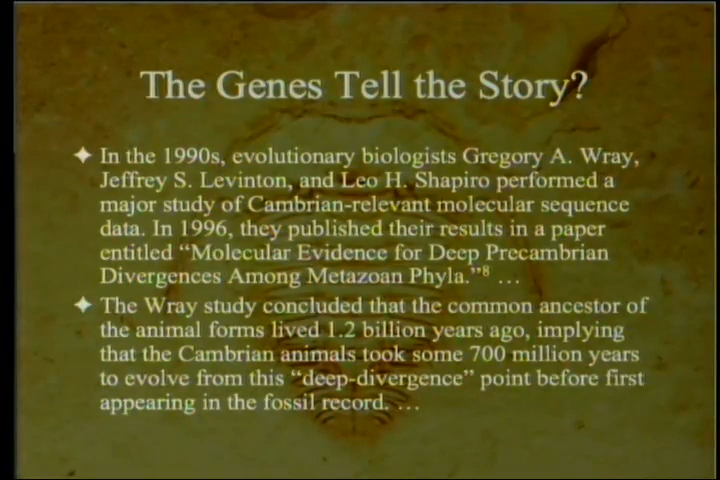 The Genes Tell the Story?
✦ In the 1990s, evolutionary biologists Gregory A. Wray,
Jeffrey S. Levinton, and Leo H. Shapiro performed a
major study of Cambrian-relevant molecular sequence
data. In 1996, they published their results in a paper
entitled “Molecular Evidence for Deep Precambrian
Divergences Among Metazoan Phyla.”⁸ …
✦ The Wray study concluded that the common ancestor of
the animal forms lived 1.2 billion years ago, implying
that the Cambrian animals took some 700 million years
to evolve from this “deep-divergence” point before first
appearing in the fossil record. …